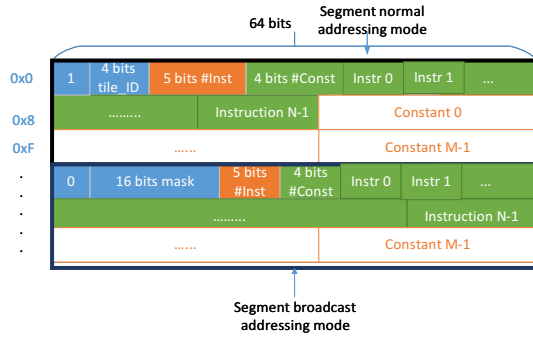 Segment normal
addressing mode
64 bits
0x0
1
4 bits
tile_ID
5 bits #Inst
4 bits #Const
Instr 0
Instr 1
...
0x8
.........
Instruction N-1
Constant 0
0xF
......
Constant M-1
.
.
.
.
.
0
16 bits mask
5 bits
#Inst
4 bits
#Const
Instr 0
Instr 1
...
.........
Instruction N-1
......
Constant M-1
Segment broadcast
addressing mode